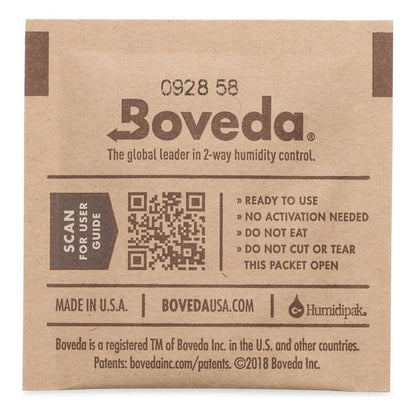 0928 58
Boveda®
The global leader in 2-way humidity control.
SCAN
FOR USER
GUIDE
» READY TO USE
» NO ACTIVATION NEEDED
» DO NOT EAT
» DO NOT CUT OR TEAR
THIS PACKET OPEN
MADE IN U.S.A.
BOVEDAUSA.COM
Humidipak®
Boveda is a registered TM of Boveda Inc. in the U.S. and other countries.
Patents: bovedainc.com/patents. ©2018 Boveda Inc.